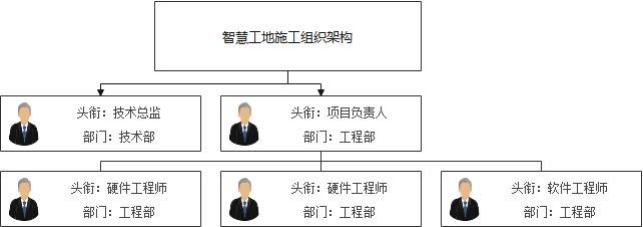 智慧工地施工组织架构
头衔：技术总监
部门：技术部
头衔：项目负责人
部门：工程部
头衔：硬件工程师
部门：工程部
头衔：硬件工程师
部门：工程部
头衔：软件工程师
部门：工程部